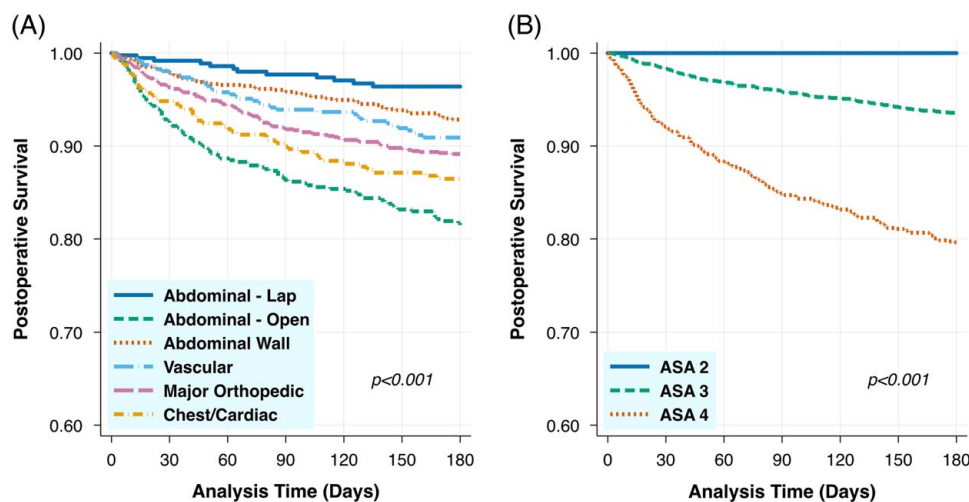 (A)
Postoperative Survival
1.00
0.90
0.80
0.70
0.60
Abdominal - Lap
Abdominal - Open
Abdominal Wall
Vascular
Major Orthopedic
Chest/Cardiac
p<0.001
0 30 60 90 120 150 180
Analysis Time (Days)
(B)
Postoperative Survival
1.00
0.90
0.80
0.70
0.60
ASA 2
ASA 3
ASA 4
p<0.001
0 30 60 90 120 150 180
Analysis Time (Days)